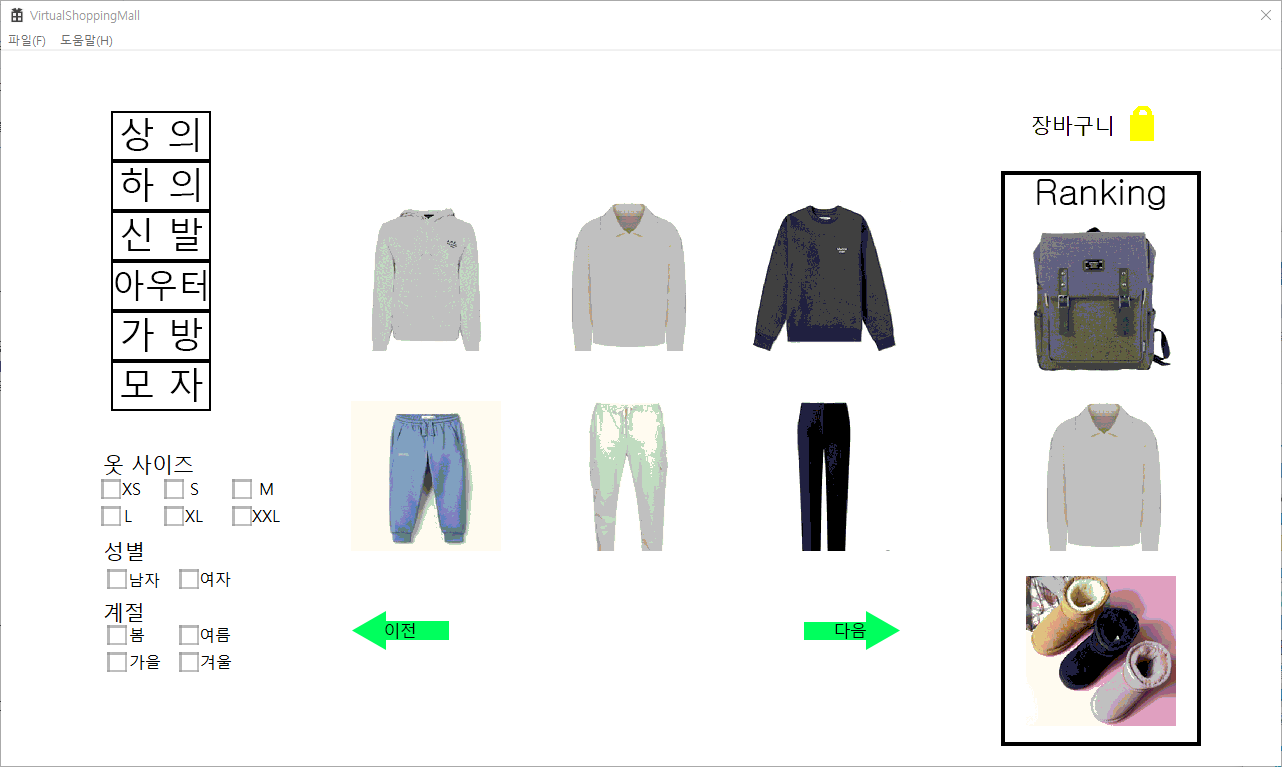 VirtualShoppingMall
파일(F) 도움말(H)
장바구니
상 의
하 의
신 발
아우터
가 방
모 자
Ranking
옷 사이즈
XS S M
L XL XXL
성별
남자 여자
계절
봄 여름
가을 겨울
이전
다음